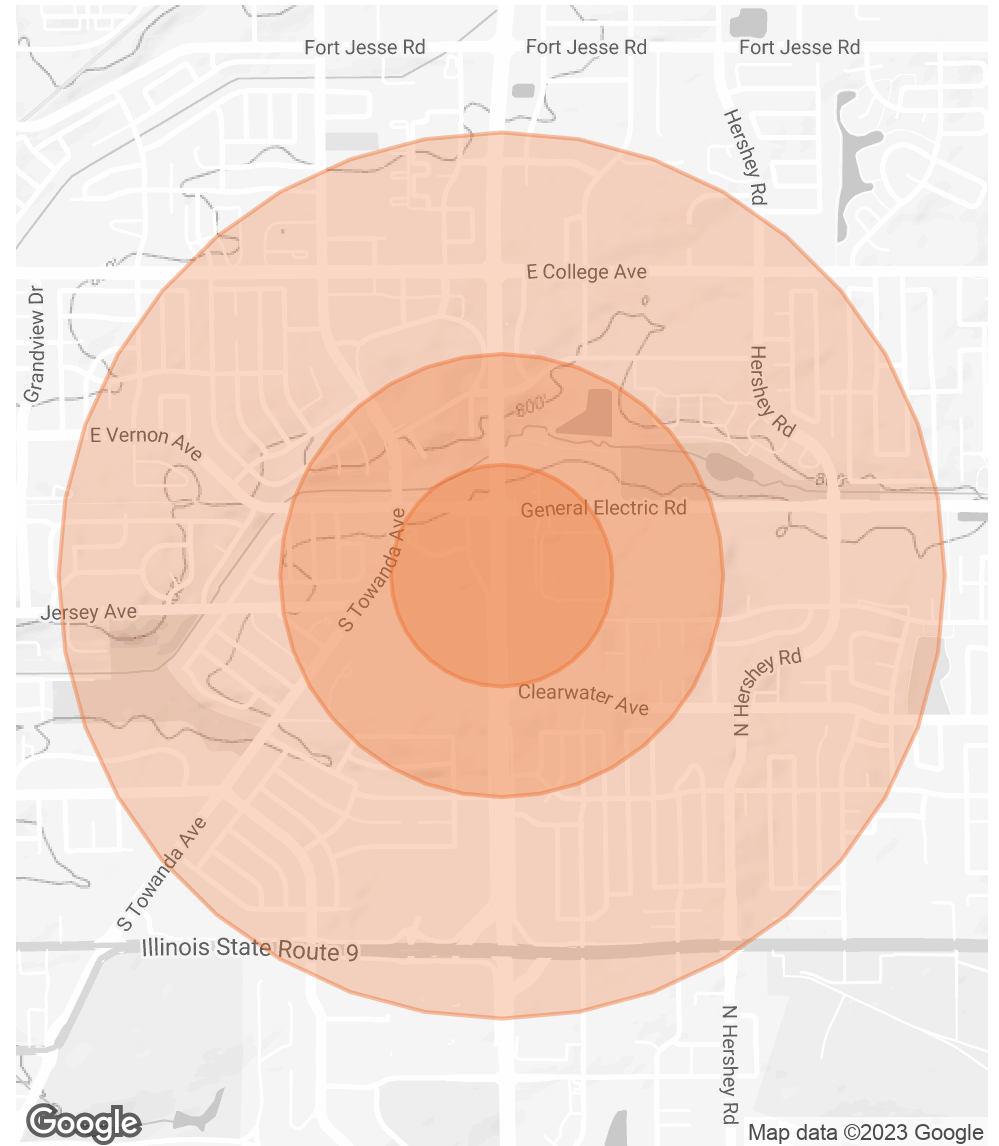 Fort Jesse Rd
Fort Jesse Rd
Fort Jesse Rd
Hershey Rd
E College Ave
Grandview Dr
Hershey Rd
800'
E Vernon Ave
General Electric Rd
S Towanda Ave
Jersey Ave
N Hershey Rd
Clearwater Ave
S Towanda Ave
Illinois State Route 9
N Hershey Rd
Google
Map data ©2023 Google